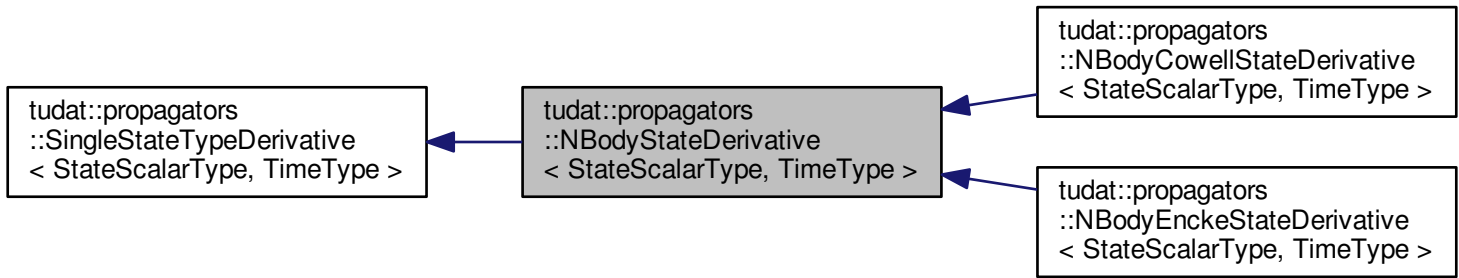 tudat::propagators
::SingleStateTypeDerivative
< StateScalarType, TimeType >
tudat::propagators
::NBodyStateDerivative
< StateScalarType, TimeType >
tudat::propagators
::NBodyCowellStateDerivative
< StateScalarType, TimeType >
tudat::propagators
::NBodyEnckeStateDerivative
< StateScalarType, TimeType >